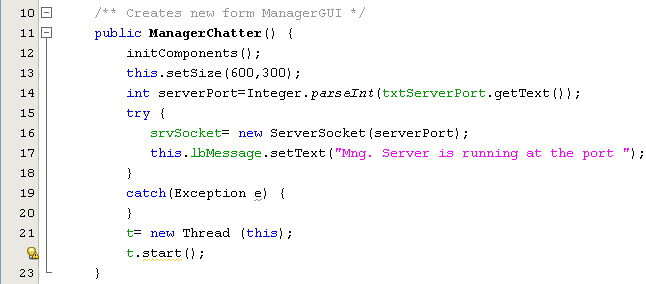 10 /** Creates new form ManagerGUI */
11 public ManagerChatter() {
12 initComponents();
13 this.setSize(600,300);
14 int serverPort=Integer.parseInt(txtServerPort.getText());
15 try {
16 srvSocket= new ServerSocket(serverPort);
17 this.lbMessage.setText("Mng. Server is running at the port ");
18 }
19 catch(Exception e) {
20 }
21 t= new Thread (this);
t.start();
23 }